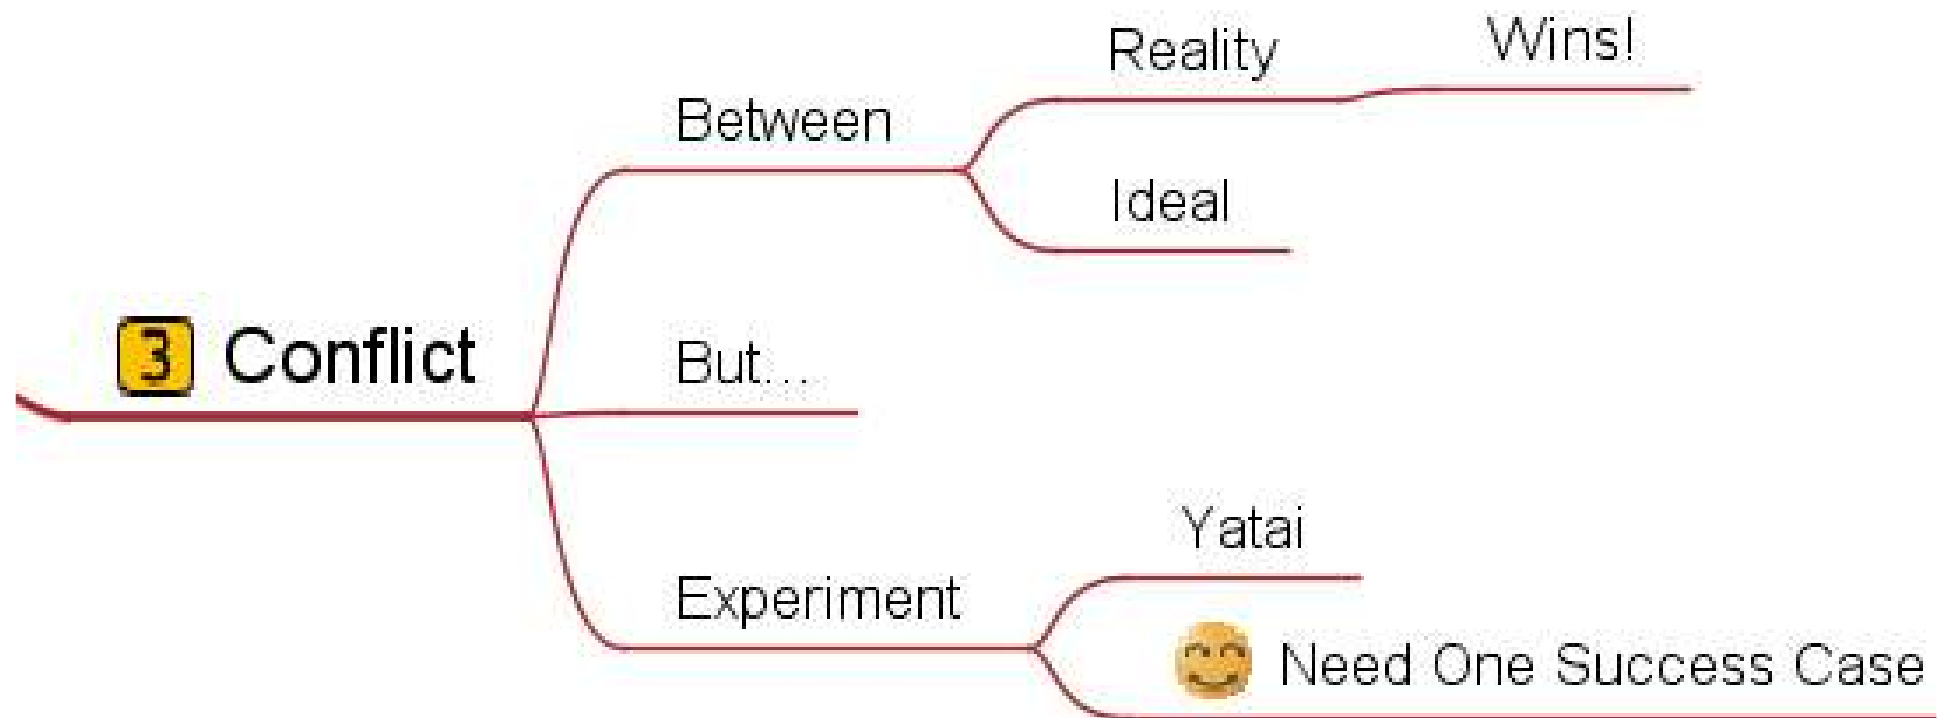 3 Conflict
Between
Reality
Wins!
Ideal
But...
Experiment
Yatai
Need One Success Case